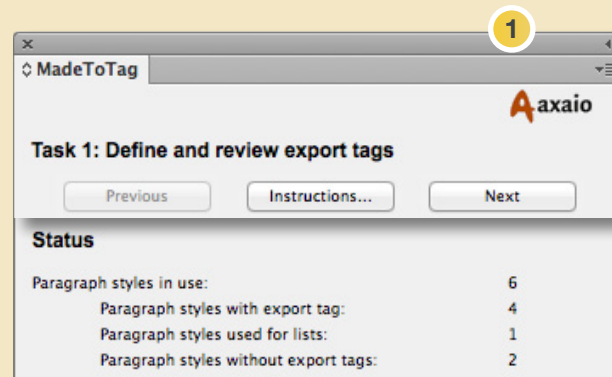 1
MadeToTag
axaio
Task 1: Define and review export tags
Previous Instructions... Next
Status
Paragraph styles in use: 6
Paragraph styles with export tag: 4
Paragraph styles used for lists: 1
Paragraph styles without export tags: 2